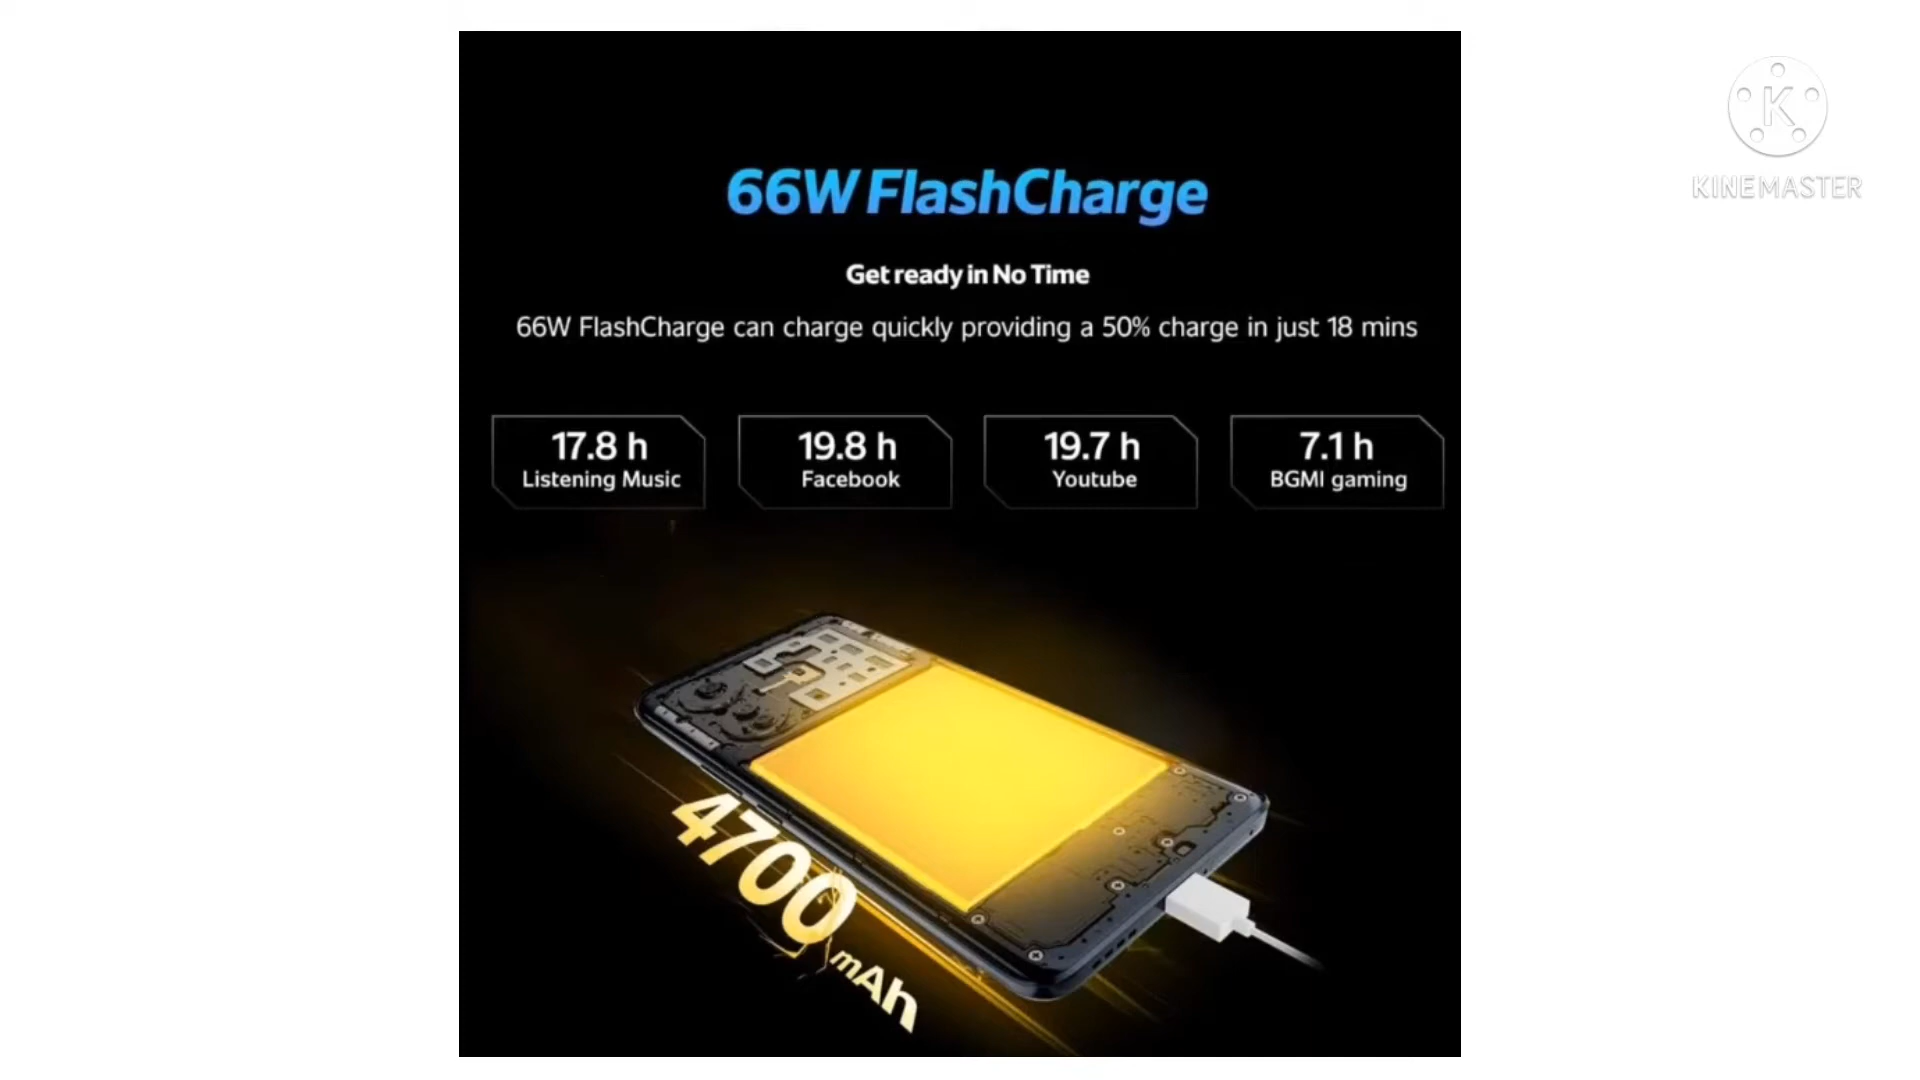 66W FlashCharge
Get ready in No Time
66W FlashCharge can charge quickly providing a 50% charge in just 18 mins
17.8 h
Listening Music
19.8 h
Facebook
19.7 h
Youtube
7.1 h
BGMI gaming
4700 mAh
K
KINEMASTER